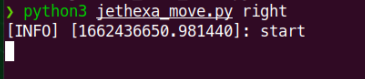 ❯ python3 jethexa_move.py right
[INFO] [1662436650.981440]: start